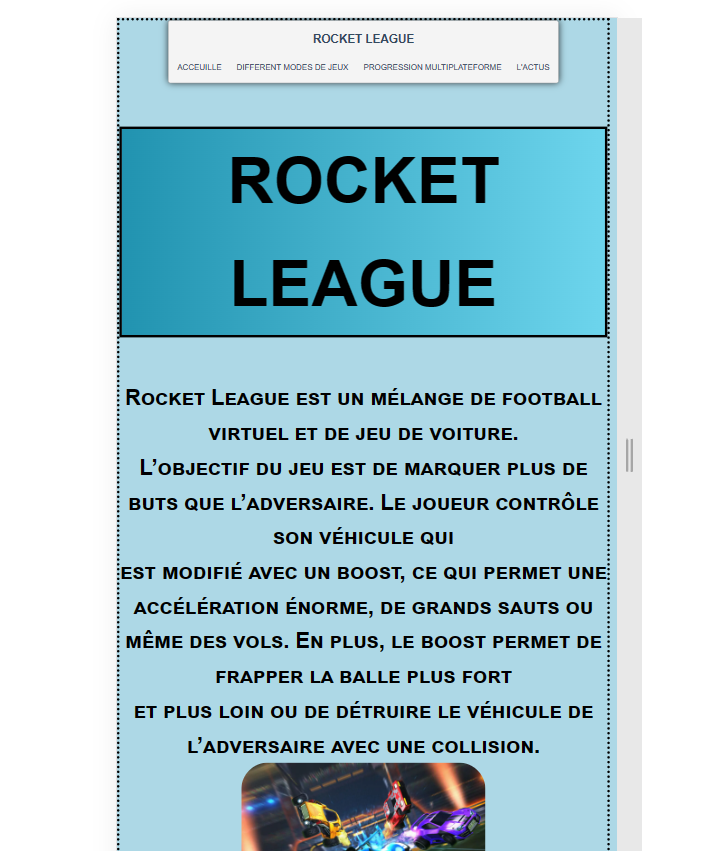 ROCKET LEAGUE
ACCEUILLE DIFFERENT MODES DE JEUX PROGRESSION MULTIPLATEFORME L'ACTUS
ROCKET
LEAGUE
Rocket League est un mélange de football
virtuel et de jeu de voiture.
L’objectif du jeu est de marquer plus de
buts que l’adversaire. Le joueur contrôle
son véhicule qui
est modifié avec un boost, ce qui permet une
accélération énorme, de grands sauts ou
même des vols. En plus, le boost permet de
frapper la balle plus fort
et plus loin ou de détruire le véhicule de
l’adversaire avec une collision.